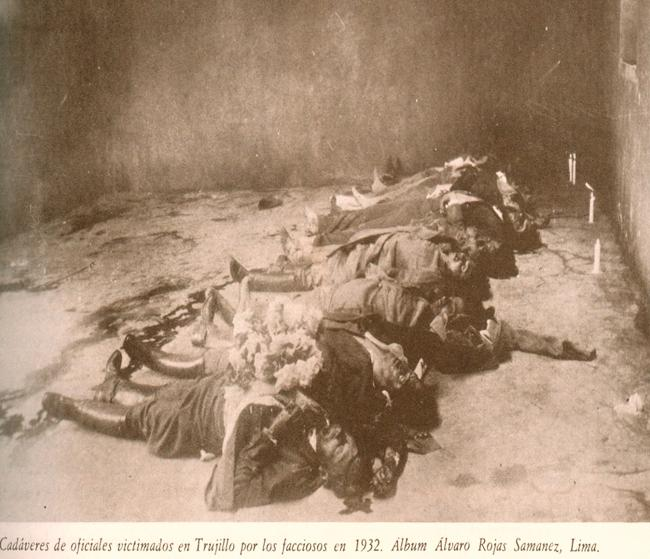 Cadáveres de oficiales victimados en Trujillo por los facciosos en 1932. Album Álvaro Rojas Samanez, Lima.